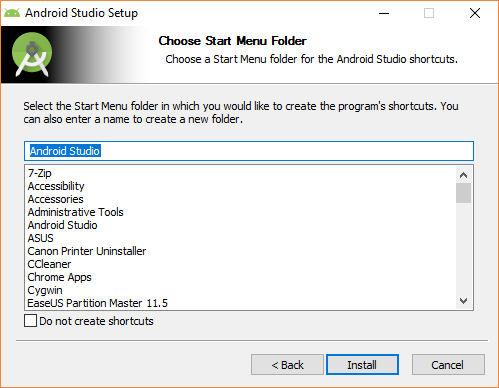 Android Studio Setup
Choose Start Menu Folder
Choose a Start Menu folder for the Android Studio shortcuts.
Select the Start Menu folder in which you would like to create the program's shortcuts. You
can also enter a name to create a new folder.
Android Studio
7-Zip
Accessibility
Accessories
Administrative Tools
Android Studio
ASUS
Canon Printer Uninstaller
CCleaner
Chrome Apps
Cygwin
EaseUS Partition Master 11.5
Do not create shortcuts
< Back
Install
Cancel